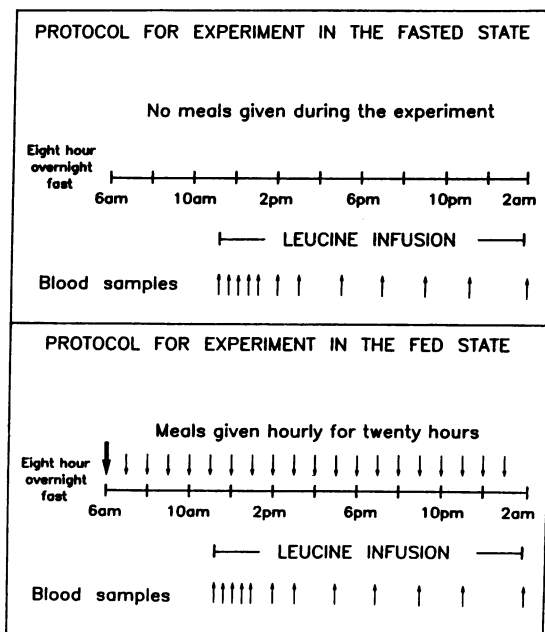 PROTOCOL FOR EXPERIMENT IN THE FASTED STATE
No meals given during the experiment
Eight hour
overnight
fast
6am 10am 2pm 6pm 10pm 2am
LEUCINE INFUSION
Blood samples
PROTOCOL FOR EXPERIMENT IN THE FED STATE
Meals given hourly for twenty hours
Eight hour
overnight
fast
6am 10am 2pm 6pm 10pm 2am
LEUCINE INFUSION
Blood samples